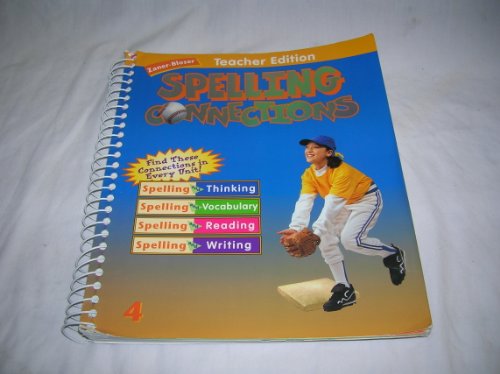 Zaner-Bloser
Teacher Edition
SPELLING
CONNECTIONS
Find These
Connections in
Every Unit!
Spelling Thinking
Spelling Vocabulary
Spelling Reading
Spelling Writing
4